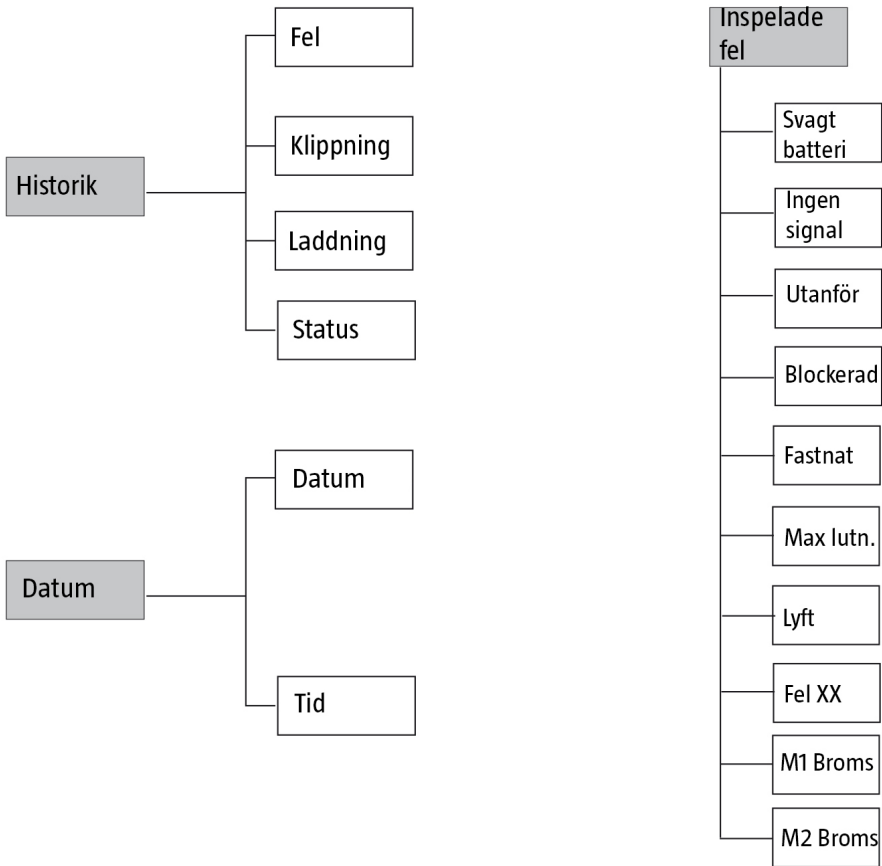 Historik
Fel
Klippning
Laddning
Status
Datum
Datum
Tid
Inspelade
fel
Svagt
batteri
Ingen
signal
Utanför
Blockerad
Fastnat
Max lutn.
Lyft
Fel XX
M1 Broms
M2 Broms